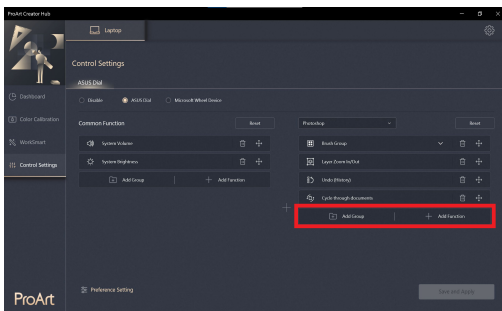 ProArt Creator Hub
Laptop
Control Settings
ASUS Dial
Dashboard
Disable
ASUS Dial
Microsoft Wheel Device
Color Calibration
Common Function
Reset
Photoshop
Reset
WorkSmart
System Volume
Brush Group
Control Settings
System Brightness
Layer Zoom In/Out
Add Group
Add Function
Undo (History)
Cycle through documents
Add Group
Add Function
Preference Setting
Save and Apply
ProArt